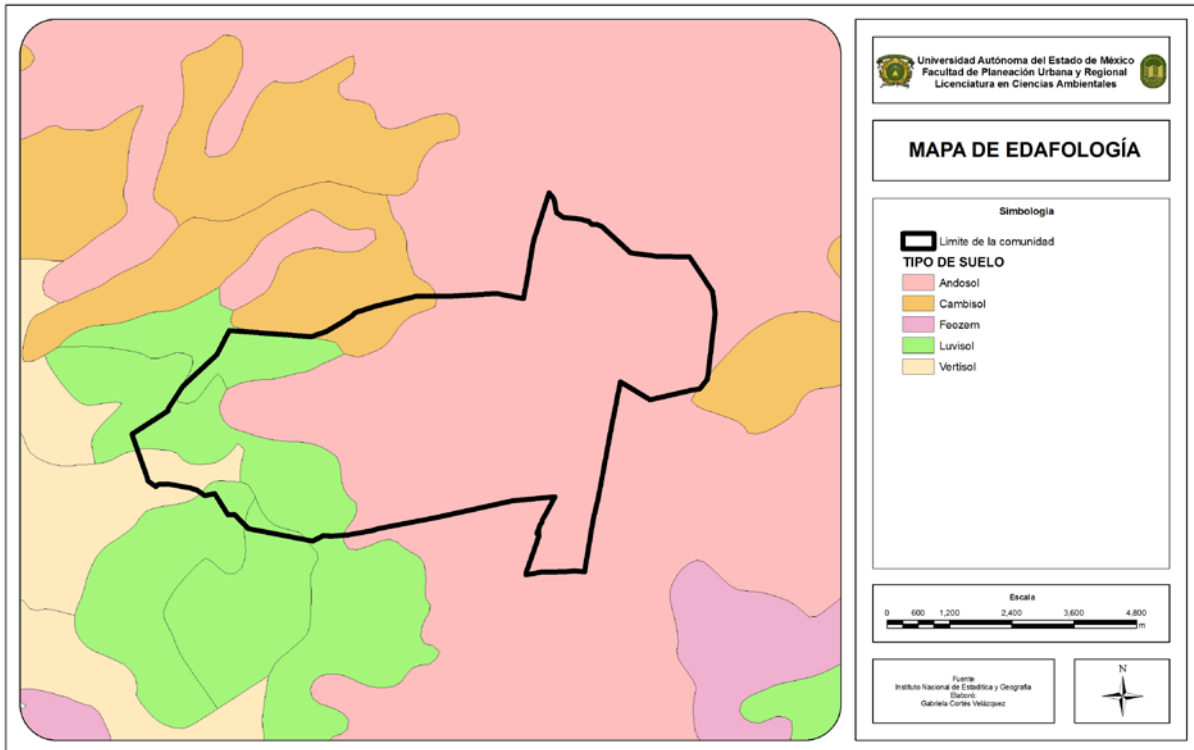 Universidad Autónoma del Estado de México
Facultad de Planeación Urbana y Regional
Licenciatura en Ciencias Ambientales
MAPA DE EDAFOLOGÍA
Simbología
Limite de la comunidad
TIPO DE SUELO
Andosol
Cambisol
Feozem
Luvisol
Vertisol
Escala
0 600 1,200 2,400 3,600 4,800
m
Fuente
Instituto Nacional de Estadítica y Geografía
Elaboró:
Gabriela Cortés Velázquez
N